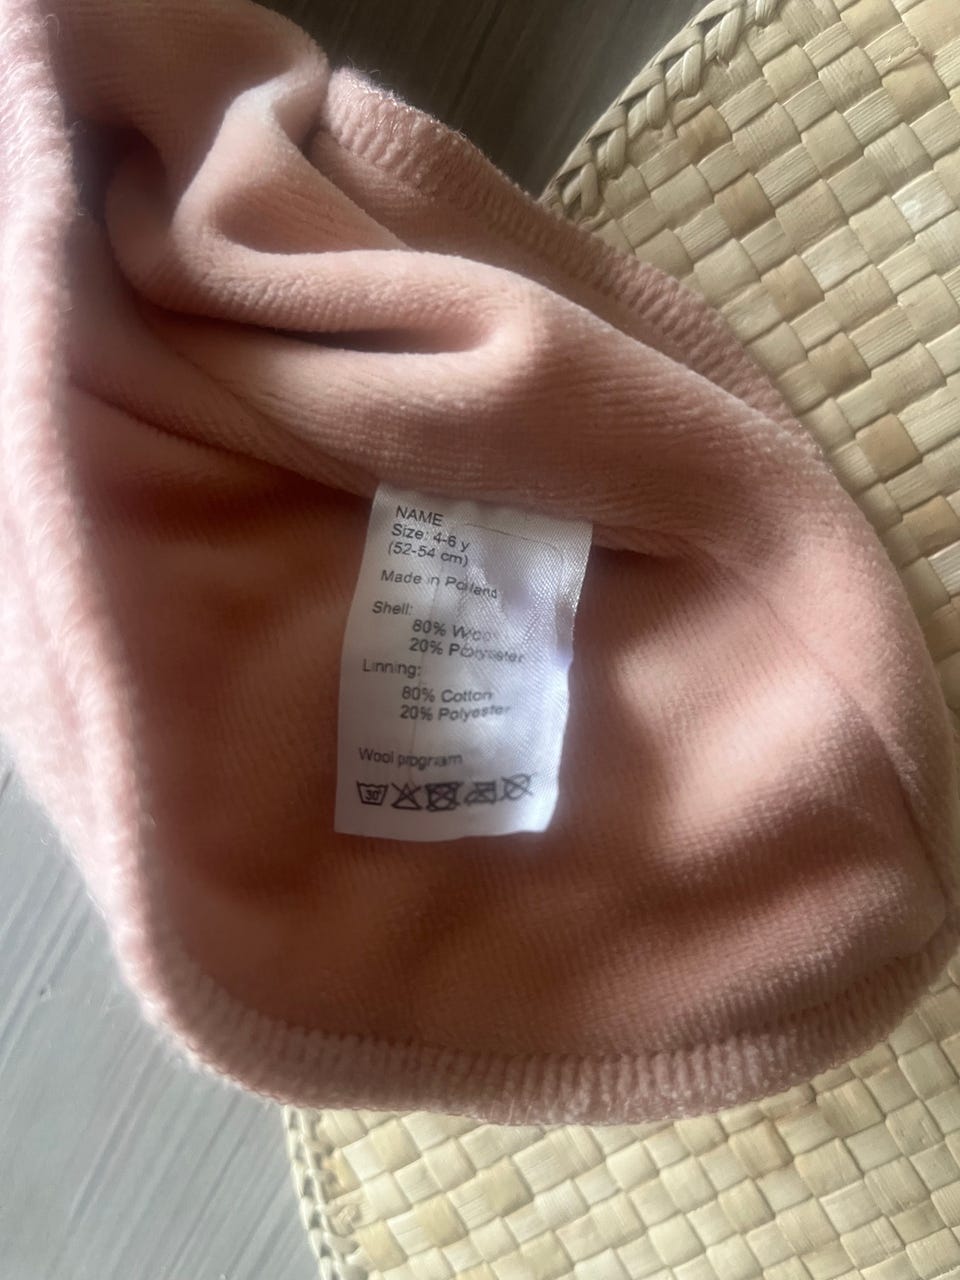 NAME
Size: 4-6 y
(52-54 cm)
Made in Poland
Shell:
80% Wool
20% Polyester
Linning:
80% Cotton
20% Polyester
Wool program
30°